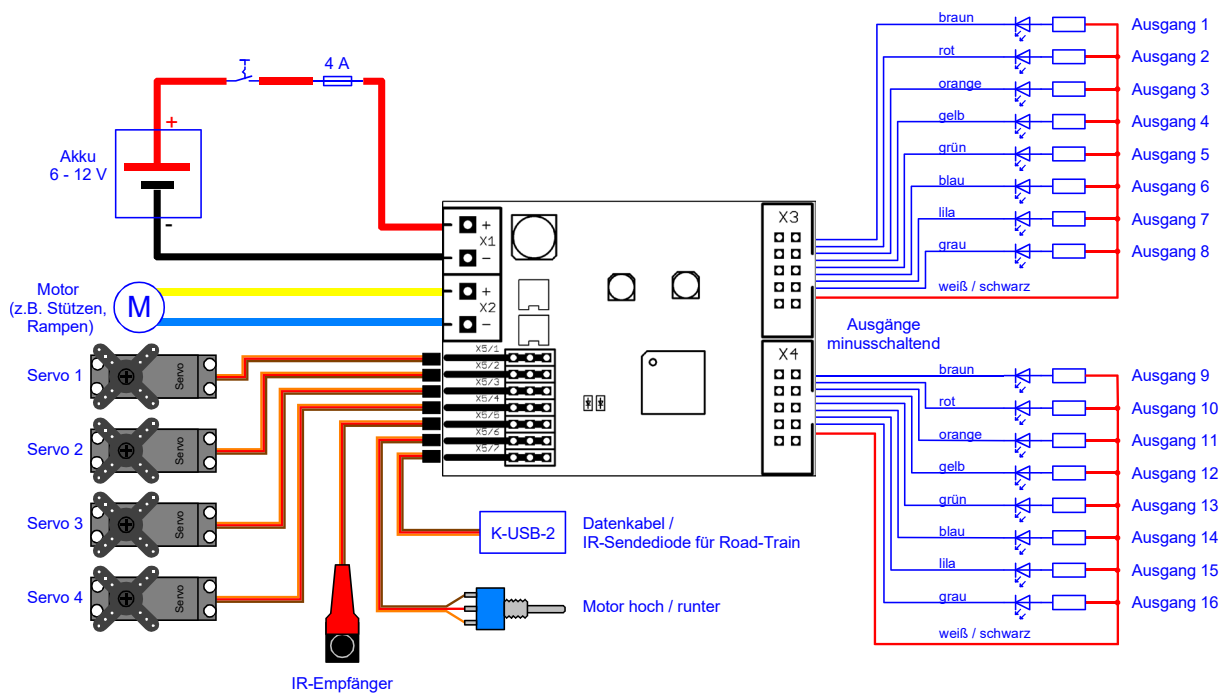 4 A
+
Akku
6 - 12 V
-
Motor
(z.B. Stützen,
Rampen)
M
Servo 1
Servo
Servo 2
Servo
Servo 3
Servo
Servo 4
Servo
+
X1
−
+
X2
−
X5/1
X5/2
X5/3
X5/4
X5/5
X5/6
X5/7
X3
X4
K-USB-2
Datenkabel /
IR-Sendediode für Road-Train
Motor hoch / runter
IR-Empfänger
braun
Ausgang 1
rot
Ausgang 2
orange
Ausgang 3
gelb
Ausgang 4
grün
Ausgang 5
blau
Ausgang 6
lila
Ausgang 7
grau
Ausgang 8
weiß / schwarz
Ausgänge
minusschaltend
braun
Ausgang 9
rot
Ausgang 10
orange
Ausgang 11
gelb
Ausgang 12
grün
Ausgang 13
blau
Ausgang 14
lila
Ausgang 15
grau
Ausgang 16
weiß / schwarz